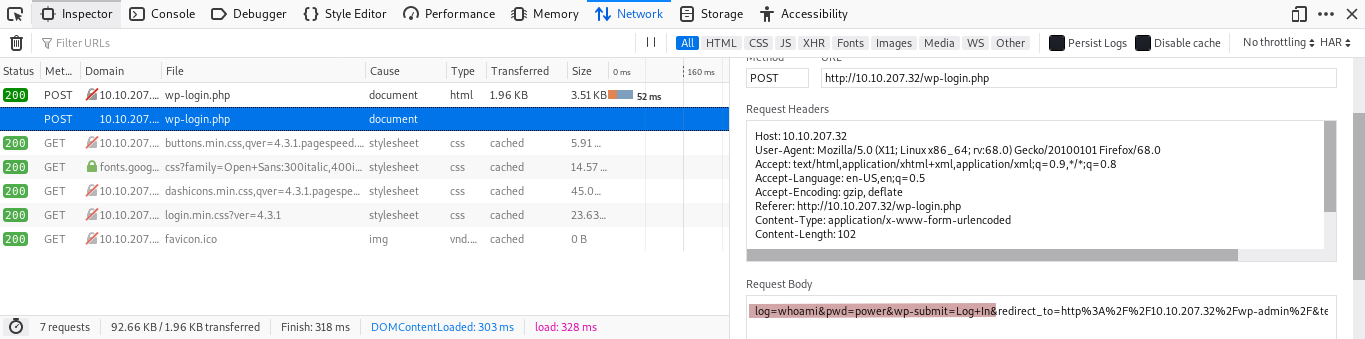 Inspector Console Debugger Style Editor Performance Memory Network Storage Accessibility
Filter URLs
All HTML CSS JS XHR Fonts Images Media WS Other Persist Logs Disable cache No throttling HAR
Status Met... Domain File Cause Type Transferred Size 0 ms 160 ms
200 POST 10.10.207.... wp-login.php document html 1.96 KB 3.51 KB 52 ms
POST 10.10.207.... wp-login.php document
200 GET 10.10.207.... buttons.min.css,qver=4.3.1.pagespeed.... stylesheet css cached 5.91 ...
200 GET fonts.goog... css?family=Open+Sans:300italic,400i... stylesheet css cached 14.57 ...
200 GET 10.10.207.... dashicons.min.css,qver=4.3.1.pagespe... stylesheet css cached 45.0...
200 GET 10.10.207.... login.min.css?ver=4.3.1 stylesheet css cached 23.63...
200 GET 10.10.207.... favicon.ico img vnd.... cached 0 B
7 requests 92.66 KB / 1.96 KB transferred Finish: 318 ms DOMContentLoaded: 303 ms load: 328 ms
Method URL
POST http://10.10.207.32/wp-login.php
Request Headers
Host: 10.10.207.32
User-Agent: Mozilla/5.0 (X11; Linux x86_64; rv:68.0) Gecko/20100101 Firefox/68.0
Accept: text/html,application/xhtml+xml,application/xml;q=0.9,*/*;q=0.8
Accept-Language: en-US,en;q=0.5
Accept-Encoding: gzip, deflate
Referer: http://10.10.207.32/wp-login.php
Content-Type: application/x-www-form-urlencoded
Content-Length: 102
Request Body
log=whoami&pwd=power&wp-submit=Log+In&redirect_to=http%3A%2F%2F10.10.207.32%2Fwp-admin%2F&te